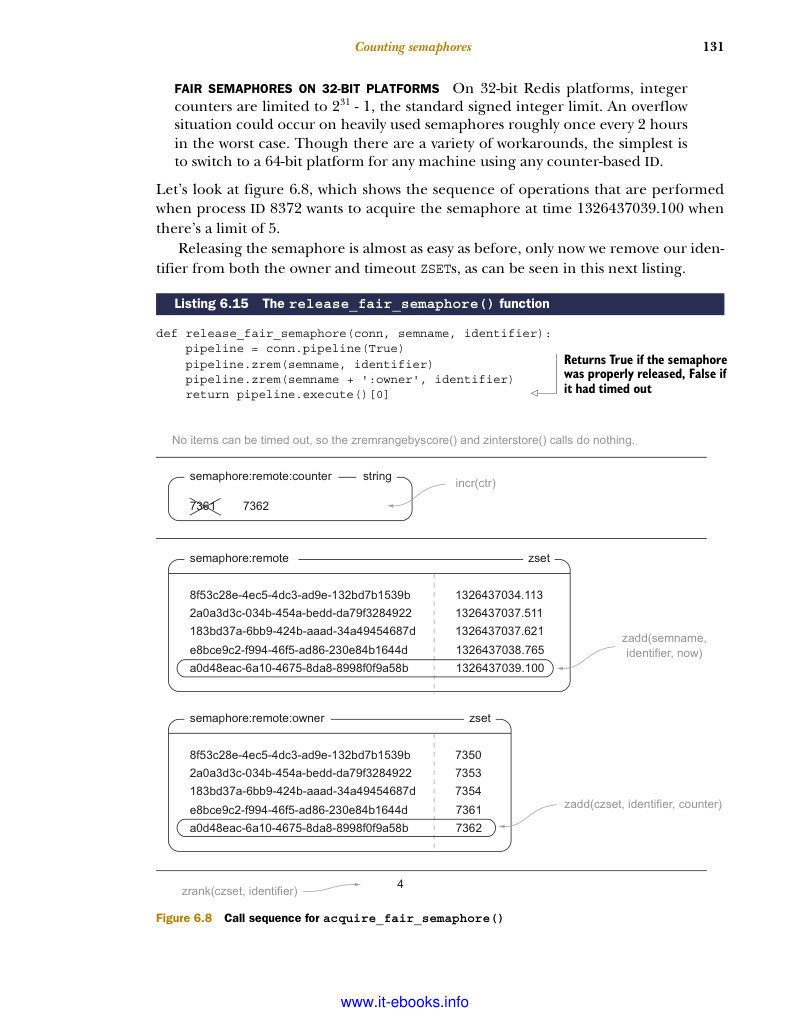 Counting semaphores 131
FAIR SEMAPHORES ON 32-BIT PLATFORMS On 32-bit Redis platforms, integer
counters are limited to 2^31 - 1, the standard signed integer limit. An overflow
situation could occur on heavily used semaphores roughly once every 2 hours
in the worst case. Though there are a variety of workarounds, the simplest is
to switch to a 64-bit platform for any machine using any counter-based ID.
Let's look at figure 6.8, which shows the sequence of operations that are performed
when process ID 8372 wants to acquire the semaphore at time 1326437039.100 when
there's a limit of 5.
Releasing the semaphore is almost as easy as before, only now we remove our iden-
tifier from both the owner and timeout ZSETs, as can be seen in this next listing.
Listing 6.15 The release_fair_semaphore() function
def release_fair_semaphore(conn, semname, identifier):
    pipeline = conn.pipeline(True)
    pipeline.zrem(semname, identifier)
    pipeline.zrem(semname + ':owner', identifier)
    return pipeline.execute()[0]
Returns True if the semaphore
was properly released, False if
it had timed out
No items can be timed out, so the zremrangebyscore() and zinterstore() calls do nothing.
semaphore:remote:counter string
incr(ctr)
7361 7362
semaphore:remote zset
8f53c28e-4ec5-4dc3-ad9e-132bd7b1539b 1326437034.113
2a0a3d3c-034b-454a-bedd-da79f3284922 1326437037.511
183bd37a-6bb9-424b-aaad-34a49454687d 1326437037.621
e8bce9c2-f994-46f5-ad86-230e84b1644d 1326437038.765
a0d48eac-6a10-4675-8da8-8998f0f9a58b 1326437039.100
zadd(semname,
identifier, now)
semaphore:remote:owner zset
8f53c28e-4ec5-4dc3-ad9e-132bd7b1539b 7350
2a0a3d3c-034b-454a-bedd-da79f3284922 7353
183bd37a-6bb9-424b-aaad-34a49454687d 7354
e8bce9c2-f994-46f5-ad86-230e84b1644d 7361
a0d48eac-6a10-4675-8da8-8998f0f9a58b 7362
zadd(czset, identifier, counter)
zrank(czset, identifier) 4
Figure 6.8 Call sequence for acquire_fair_semaphore()
www.it-ebooks.info